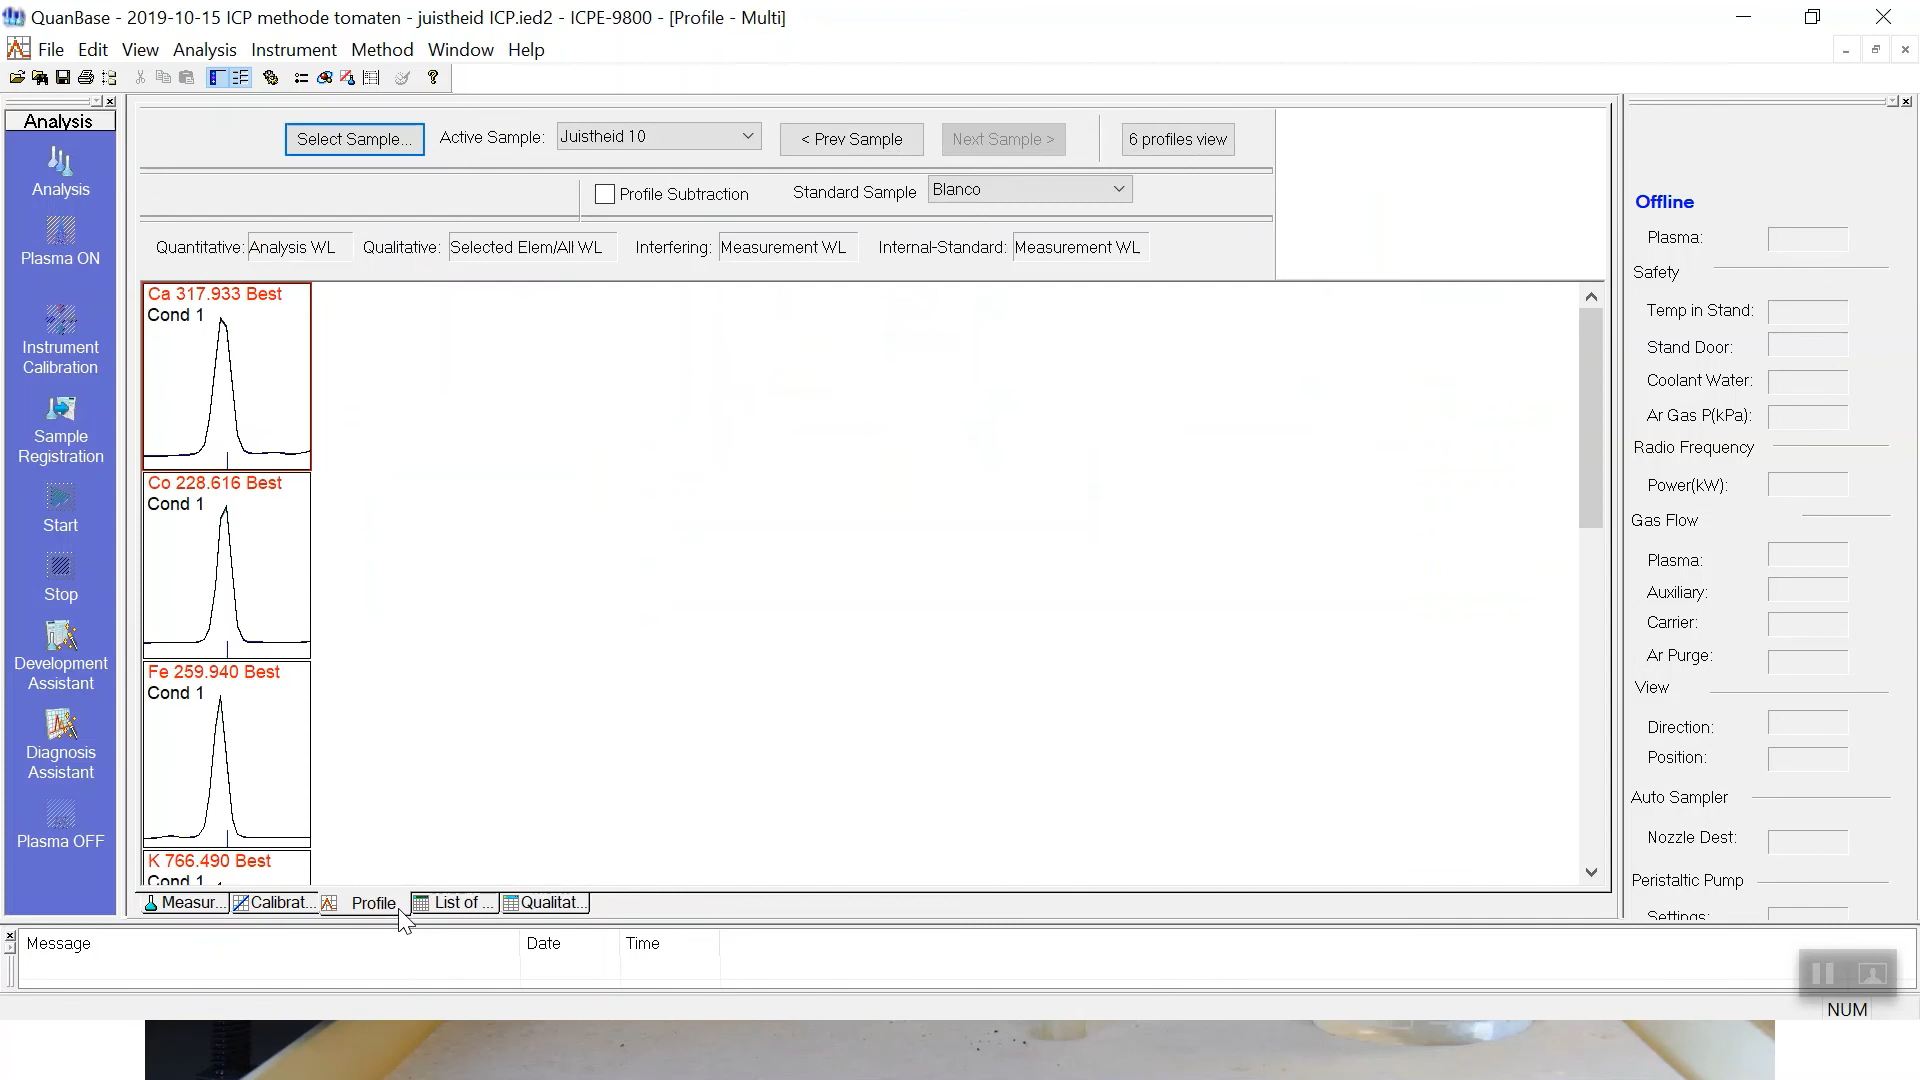 QuanBase - 2019-10-15 ICP methode tomaten - juistheid ICP.ied2 - ICPE-9800 - [Profile - Multi]
File Edit View Analysis Instrument Method Window Help
Analysis
Analysis
Plasma ON
Instrument
Calibration
Sample
Registration
Start
Stop
Development
Assistant
Diagnosis
Assistant
Plasma OFF
Select Sample... Active Sample: Juistheid 10 < Prev Sample Next Sample > 6 profiles view
Profile Subtraction Standard Sample Blanco
Quantitative: Analysis WL Qualitative: Selected Elem/All WL Interfering: Measurement WL Internal-Standard: Measurement WL
Ca 317.933 Best
Cond 1
Co 228.616 Best
Cond 1
Fe 259.940 Best
Cond 1
K 766.490 Best
Cond 1
Measur... Calibrat... Profile List of ... Qualitat...
Offline
Plasma:
Safety
Temp in Stand:
Stand Door:
Coolant Water:
Ar Gas P(kPa):
Radio Frequency
Power(kW):
Gas Flow
Plasma:
Auxiliary:
Carrier:
Ar Purge:
View
Direction:
Position:
Auto Sampler
Nozzle Dest:
Peristaltic Pump
Settings:
Message Date Time
NUM